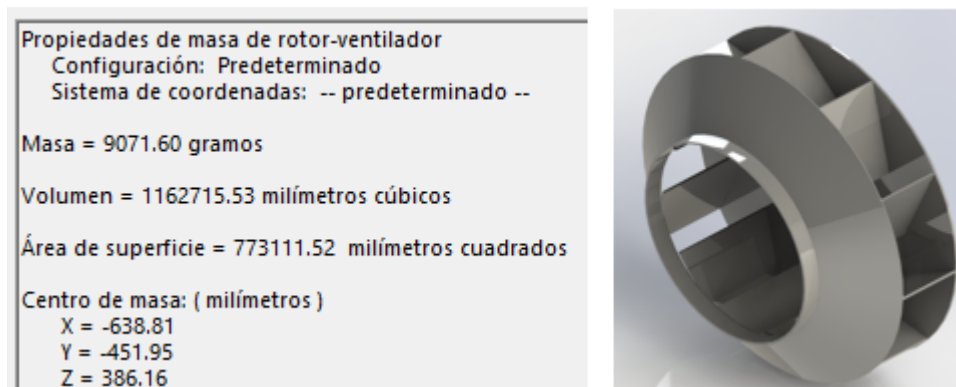 Propiedades de masa de rotor-ventilador
Configuración: Predeterminado
Sistema de coordenadas: -- predeterminado --
Masa = 9071.60 gramos
Volumen = 1162715.53 milímetros cúbicos
Área de superficie = 773111.52 milímetros cuadrados
Centro de masa: ( milímetros )
X = -638.81
Y = -451.95
Z = 386.16